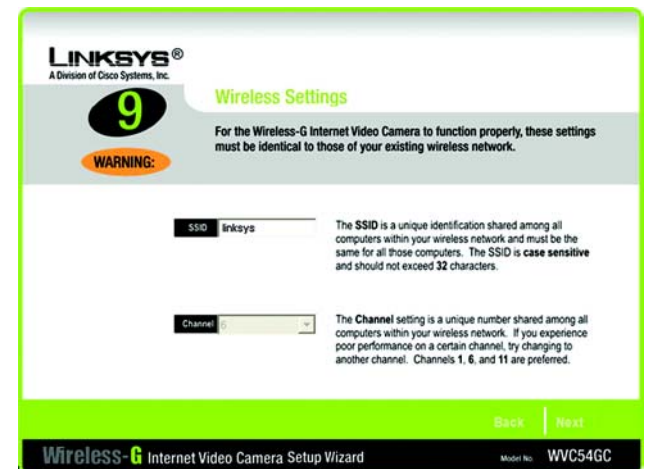 LINKSYS®
A Division of Cisco Systems, Inc.
9
WARNING:
Wireless Settings
For the Wireless-G Internet Video Camera to function properly, these settings
must be identical to those of your existing wireless network.
SSID linksys
The SSID is a unique identification shared among all
computers within your wireless network and must be the
same for all those computers. The SSID is case sensitive
and should not exceed 32 characters.
Channel 6
The Channel setting is a unique number shared among all
computers within your wireless network. If you experience
poor performance on a certain channel, try changing to
another channel. Channels 1, 6, and 11 are preferred.
Back Next
Wireless-G Internet Video Camera Setup Wizard
Model No. WVC54GC